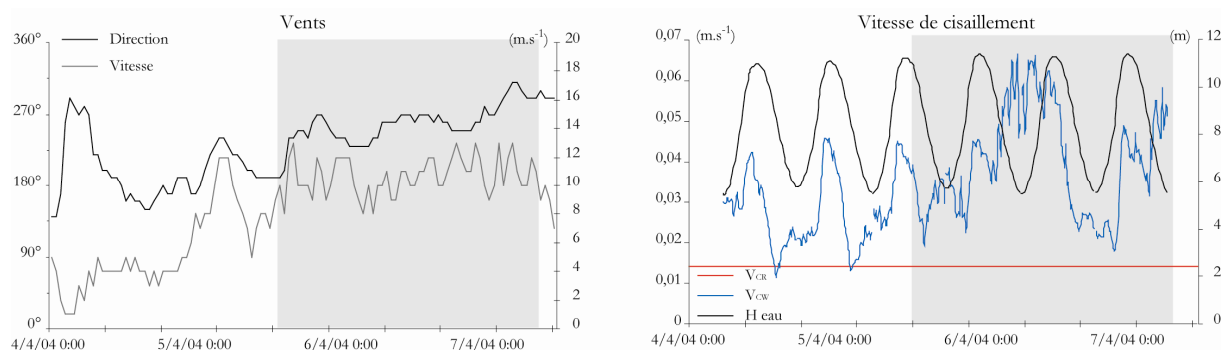 Vents
360° (m.s-1) 20
Direction 18
Vitesse
270° 16
14
12
180° 10
8
90° 6
4
2
0° 0
4/4/04 0:00 5/4/04 0:00 6/4/04 0:00 7/4/04 0:00
Vitesse de cisaillement
0,07 (m.s-1) (m) 12
0,06 10
0,05 8
0,04
0,03 6
0,02 4
0,01 VCR 2
VCW
H eau
0 0
4/4/04 0:00 5/4/04 0:00 6/4/04 0:00 7/4/04 0:00